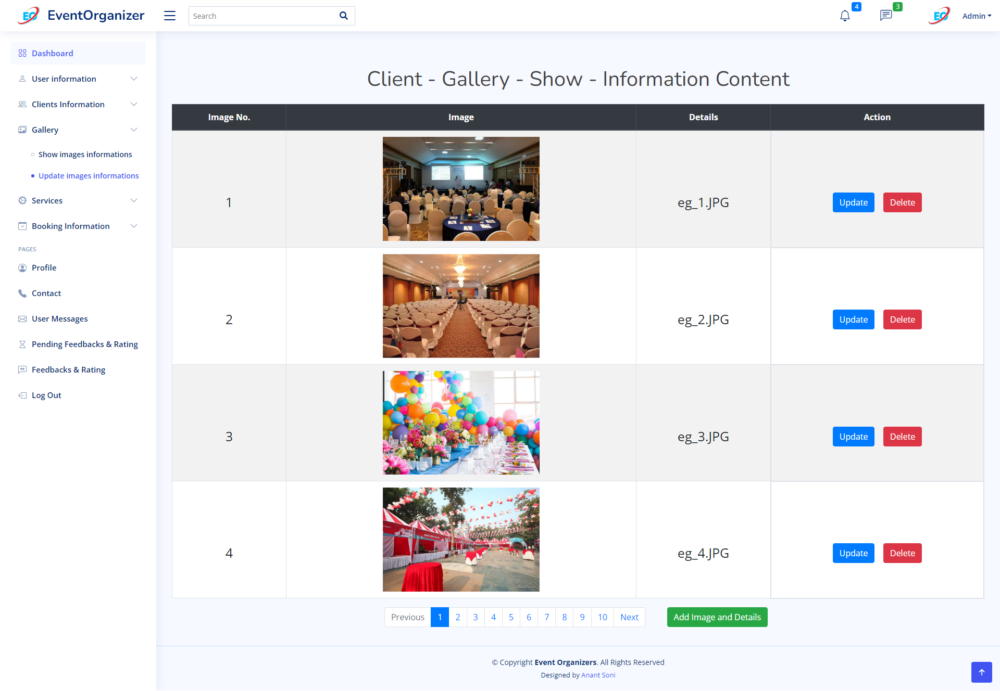 EO EventOrganizer
Search
4
3
EO
Admin
Dashboard
User information
Clients Information
Gallery
Show images informations
Update images informations
Services
Booking Information
PAGES
Profile
Contact
User Messages
Pending Feedbacks & Rating
Feedbacks & Rating
Log Out
Client - Gallery - Show - Information Content
Image No. Image Details Action
1 eg_1.JPG Update Delete
2 eg_2.JPG Update Delete
3 eg_3.JPG Update Delete
4 eg_4.JPG Update Delete
Previous 1 2 3 4 5 6 7 8 9 10 Next Add Image and Details
© Copyright Event Organizers. All Rights Reserved
Designed by Anant Soni